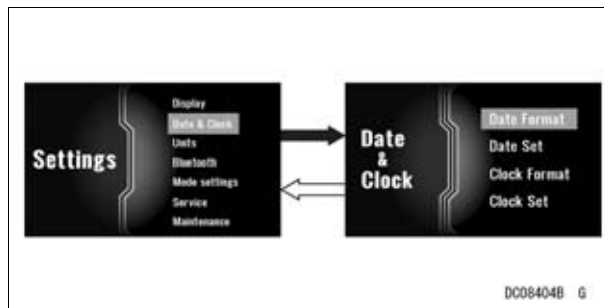 Settings
Display
Date & Clock
Units
Bluetooth
Mode settings
Service
Maintenance
Date
&
Clock
Date Format
Date Set
Clock Format
Clock Set
DC08404B G